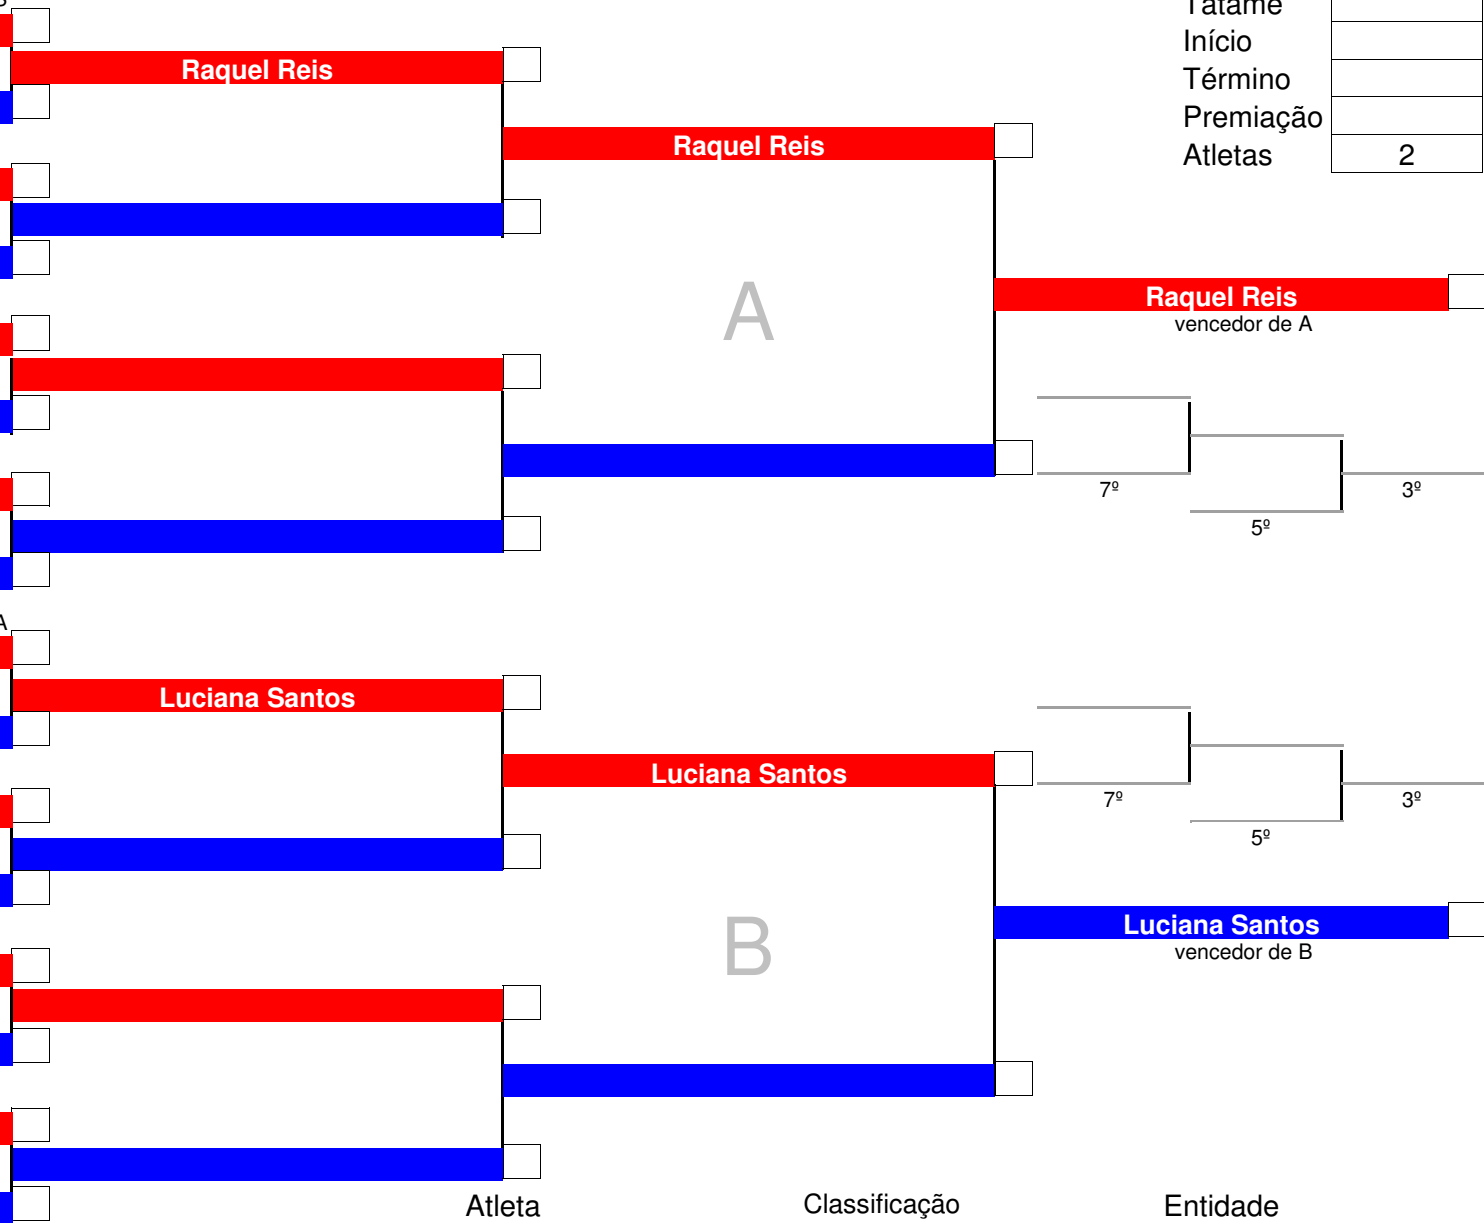 Tatame
Início
Raquel Reis
Término
Premiação
Raquel Reis
Atletas 2
A
Raquel Reis
vencedor de A
7º 3º
5º
A
Luciana Santos
Luciana Santos
7º 3º
5º
B
Luciana Santos
vencedor de B
Atleta Classificação Entidade